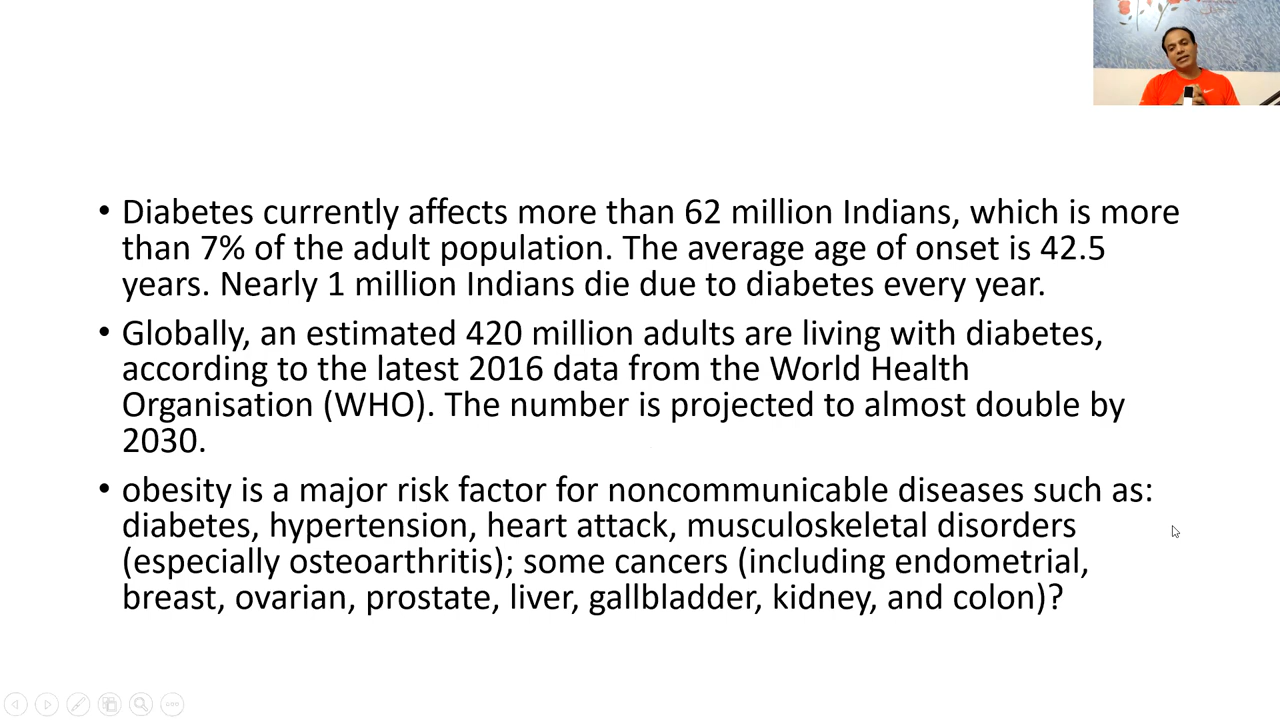 • Diabetes currently affects more than 62 million Indians, which is more
than 7% of the adult population. The average age of onset is 42.5
years. Nearly 1 million Indians die due to diabetes every year.
• Globally, an estimated 420 million adults are living with diabetes,
according to the latest 2016 data from the World Health
Organisation (WHO). The number is projected to almost double by
2030.
• obesity is a major risk factor for noncommunicable diseases such as:
diabetes, hypertension, heart attack, musculoskeletal disorders
(especially osteoarthritis); some cancers (including endometrial,
breast, ovarian, prostate, liver, gallbladder, kidney, and colon)?